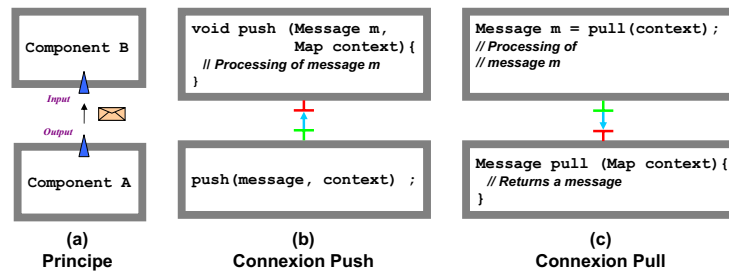 Component B
Input
Output
Component A
(a)
Principe
void push (Message m,
Map context){
// Processing of message m
}
push(message, context) ;
(b)
Connexion Push
Message m = pull(context);
// Processing of
// message m
Message pull (Map context){
// Returns a message
}
(c)
Connexion Pull